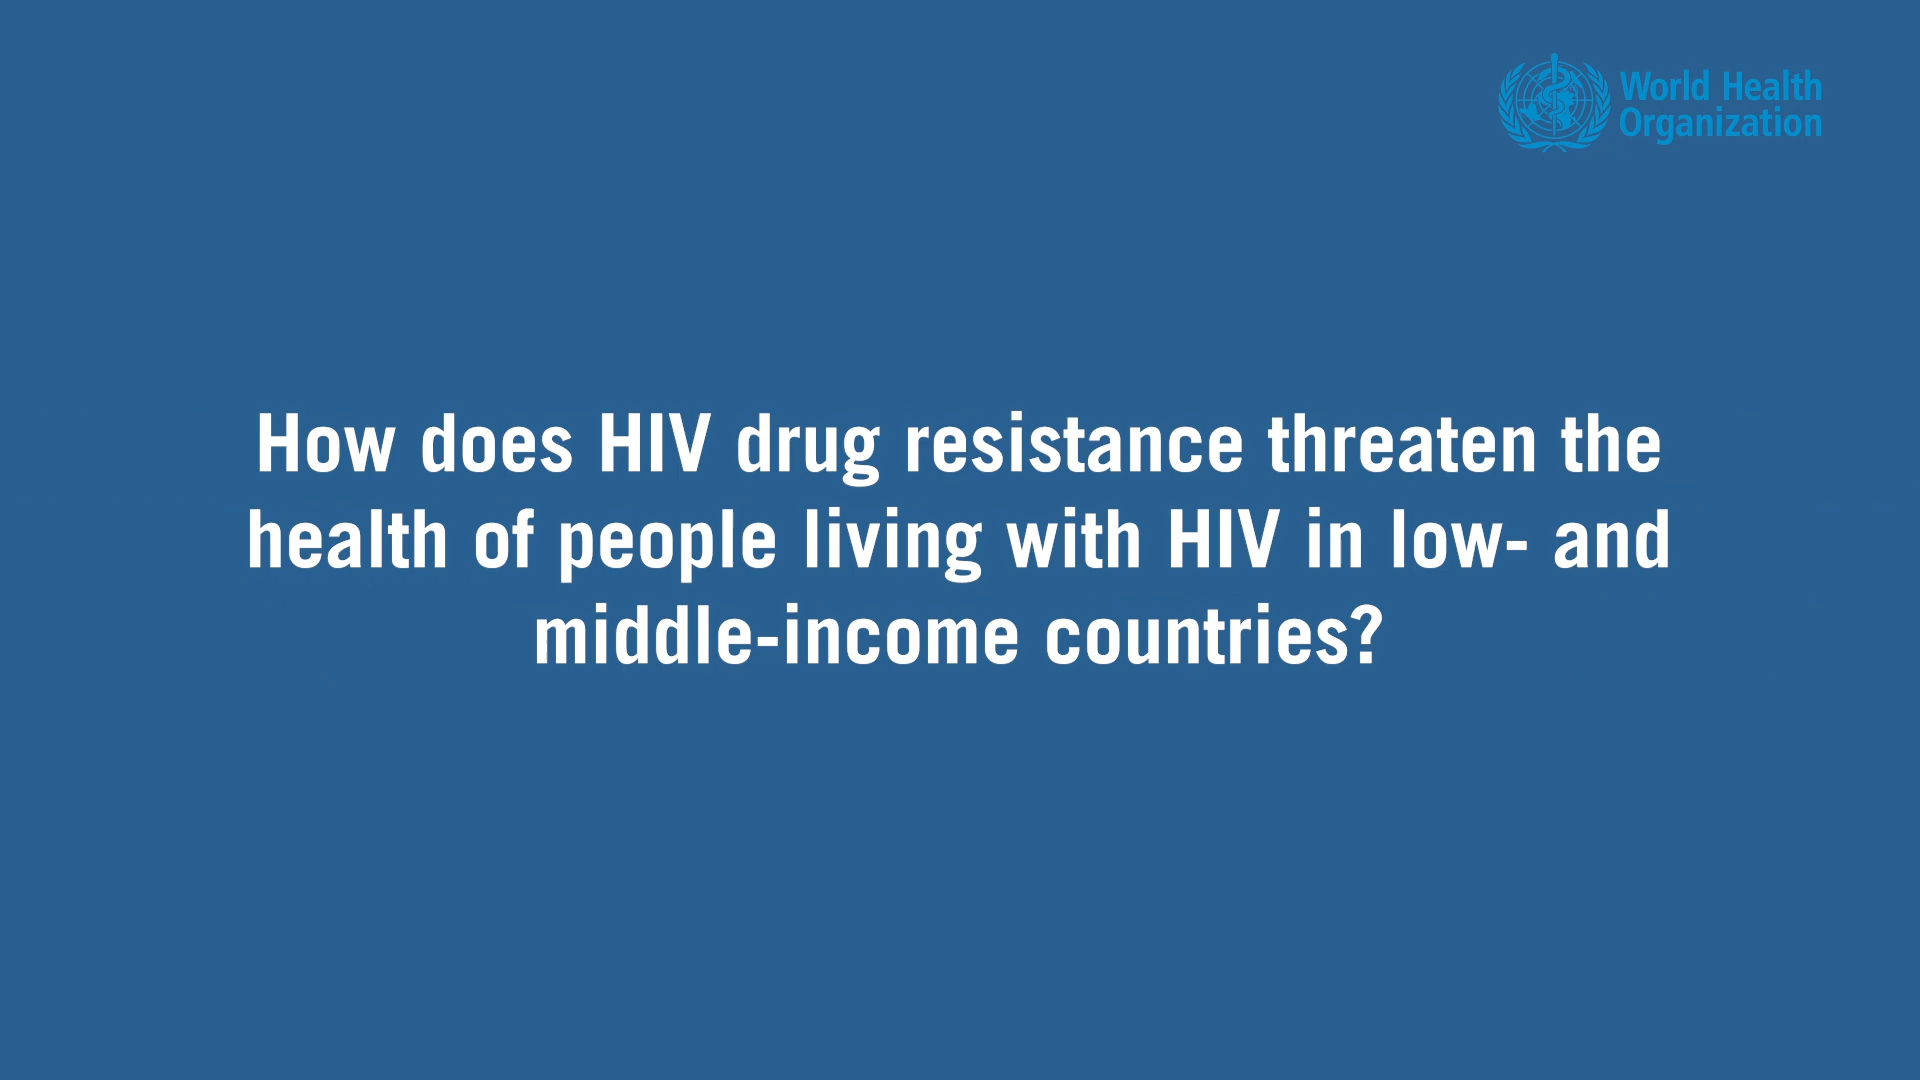 World Health
Organization
How does HIV drug resistance threaten the
health of people living with HIV in low- and
middle-income countries?